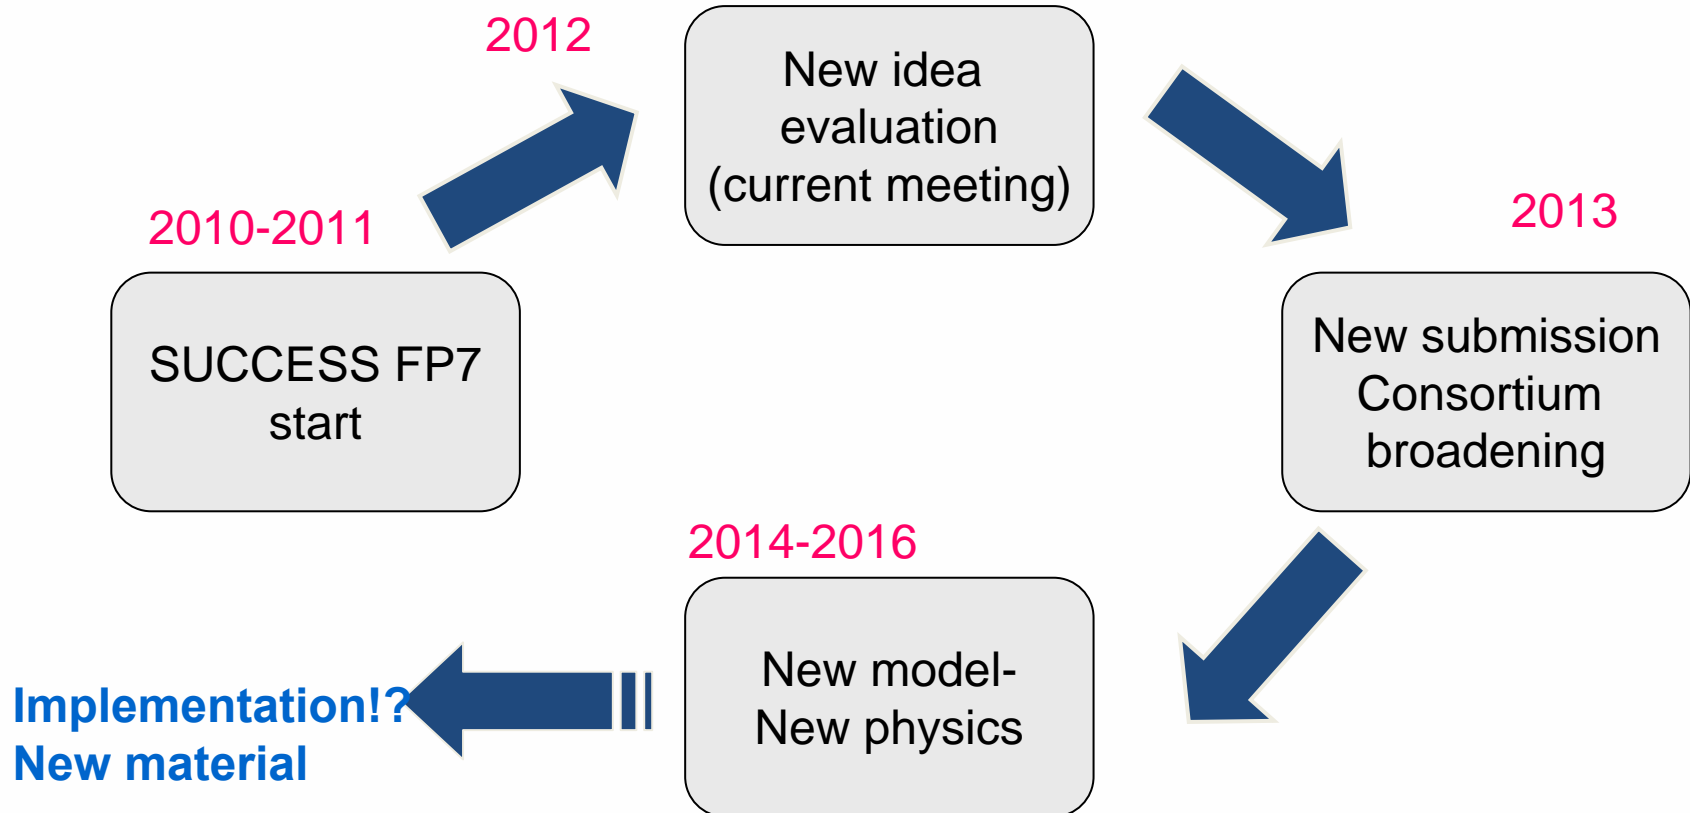 2012
New idea
evaluation
(current meeting)
2010-2011
2013
SUCCESS FP7
start
New submission
Consortium
broadening
2014-2016
New model-
New physics
Implementation!?
New material